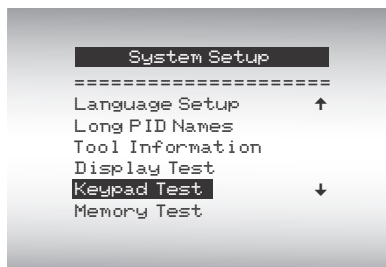 System Setup
=====================
Language Setup ↑
Long PID Names
Tool Information
Display Test
Keypad Test ↓
Memory Test